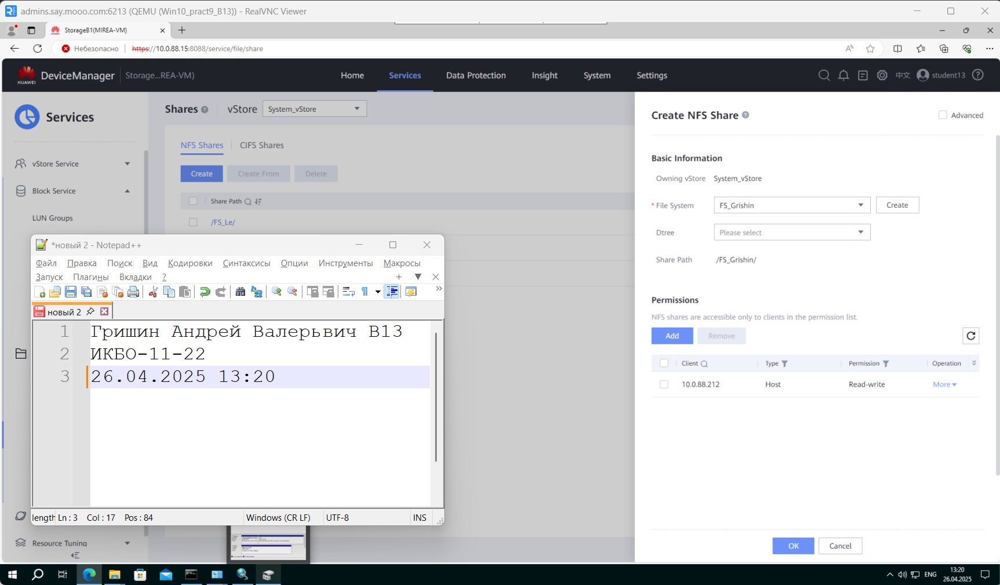 admins.say.mooo.com:6213 (QEMU (Win10_pract9_B13)) - RealVNC Viewer
StorageB1(MIREA-VM)
Небезопасно
https://10.0.88.15:8088/service/file/share
HUAWEI
DeviceManager
Storage...REA-VM)
Home
Services
Data Protection
Insight
System
Settings
中文
student13
Services
vStore Service
Block Service
LUN Groups
Resource Tuning
Shares
vStore
System_vStore
NFS Shares
CIFS Shares
Create
Create From
Delete
Share Path
/FS_Le/
*новый 2 - Notepad++
Файл Правка Поиск Вид Кодировки Синтаксисы Опции Инструменты Макросы
Запуск Плагины Вкладки ?
новый 2
1 Гришин Андрей Валерьвич В13
2 ИКБО-11-22
3 26.04.2025 13:20
length Ln : 3 Col : 17 Pos : 84 Windows (CR LF) UTF-8 INS
Create NFS Share
Advanced
Basic Information
Owning vStore System_vStore
* File System FS_Grishin Create
Dtree Please select
Share Path /FS_Grishin/
Permissions
NFS shares are accessible only to clients in the permission list.
Add Remove
Client Type Permission Operation
10.0.88.212 Host Read-write More
OK Cancel
ENG
13:20
26.04.2025